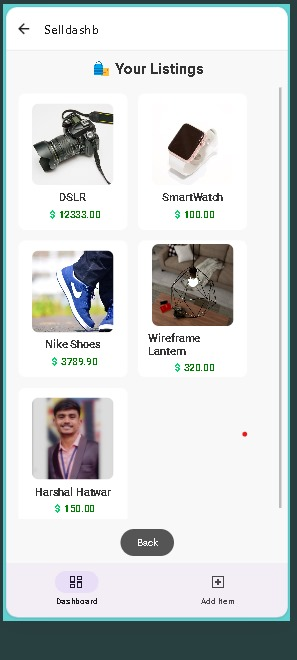 Selldashb
Your Listings
DSLR
$ 12333.00
SmartWatch
$ 100.00
Nike Shoes
$ 3789.90
Wireframe
Lantern
$ 320.00
Harshal Hatwar
$ 150.00
Back
Dashboard
Add Item